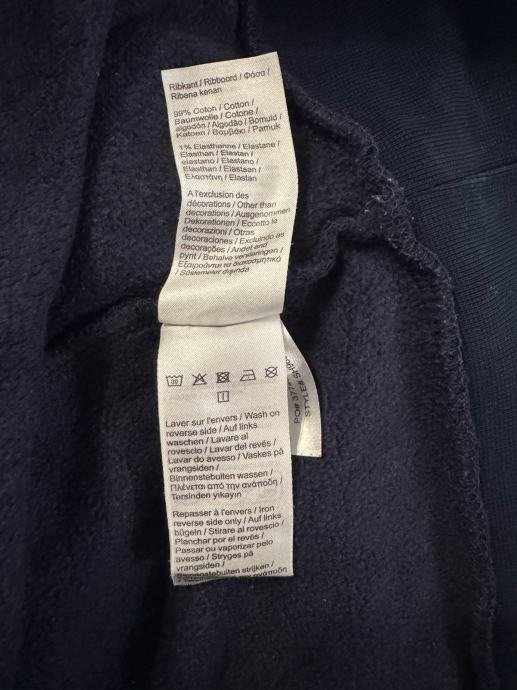 Ribkant / Ribboord / Φάσα /
Ribana kenarı
99% Coton / Cotton /
Baumwolle / Cotone /
algodón / Algodão / Bomuld /
Katoen / Βαμβάκι / Pamuk
1% Elasthanne / Elastane /
Elasthan / Elastan /
elastano / Elastano /
Elasthan / Elastaan /
Ελαστάνη / Elastan
A l'exclusion des
décorations / Other than
decorations / Ausgenommen
Dekorationen / Eccetto le
decorazioni / Otras
decoraciones / Excluindo as
decorações / Andet end
pynt / Behalve versieringen /
Εξαιρούνται τα διακοσμητικά
/ Süslemeler dışında
30
Laver sur l'envers / Wash on
reverse side / Auf links
waschen / Lavare al
rovescio / Lavar del revés /
Lavar do avesso / Vaskes på
vrangsiden /
Binnenstebuiten wassen /
Πλένεται από την ανάποδη /
Tersinden yıkayın
Repasser à l'envers / Iron
reverse side only / Auf links
bügeln / Stirare al rovescio /
Planchar por el revés /
Passar ou vaporizar pelo
avesso / Stryges på
vrangsiden /
Binnenstebuiten strijken /
PO#
STYLE#